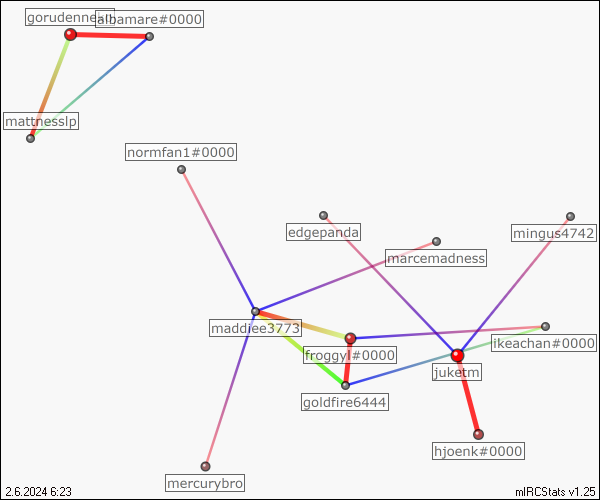 albamare#0000
mattnesslp
normfan1#0000
edgepanda
mingus4742
marcemadness
maddiee3773
ikeachan#0000
froggyl#0000
juketm
goldfire6444
hjoenk#0000
mercurybro
2.6.2024 6:23
mIRCStats v1.25